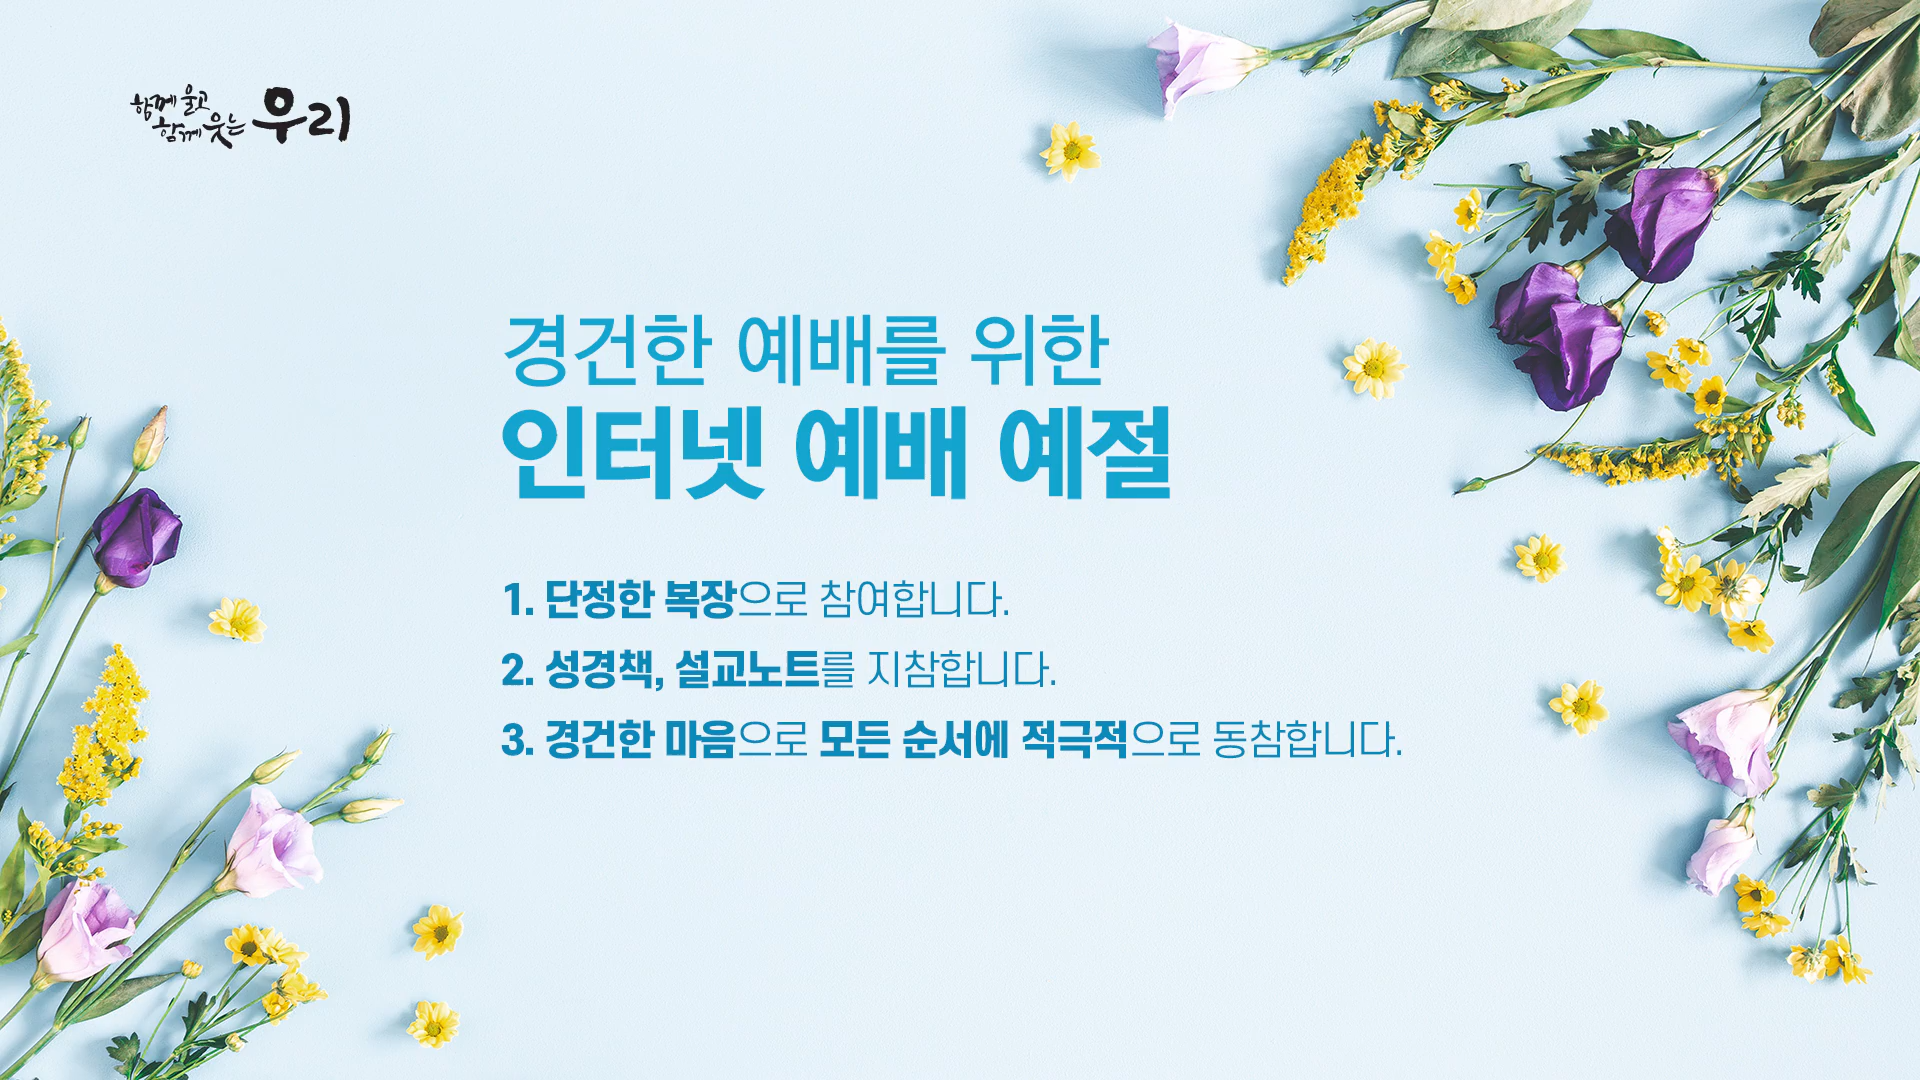 함께 울고
함께 웃는 우리
경건한 예배를 위한
인터넷 예배 예절
1. 단정한 복장으로 참여합니다.
2. 성경책, 설교노트를 지참합니다.
3. 경건한 마음으로 모든 순서에 적극적으로 동참합니다.